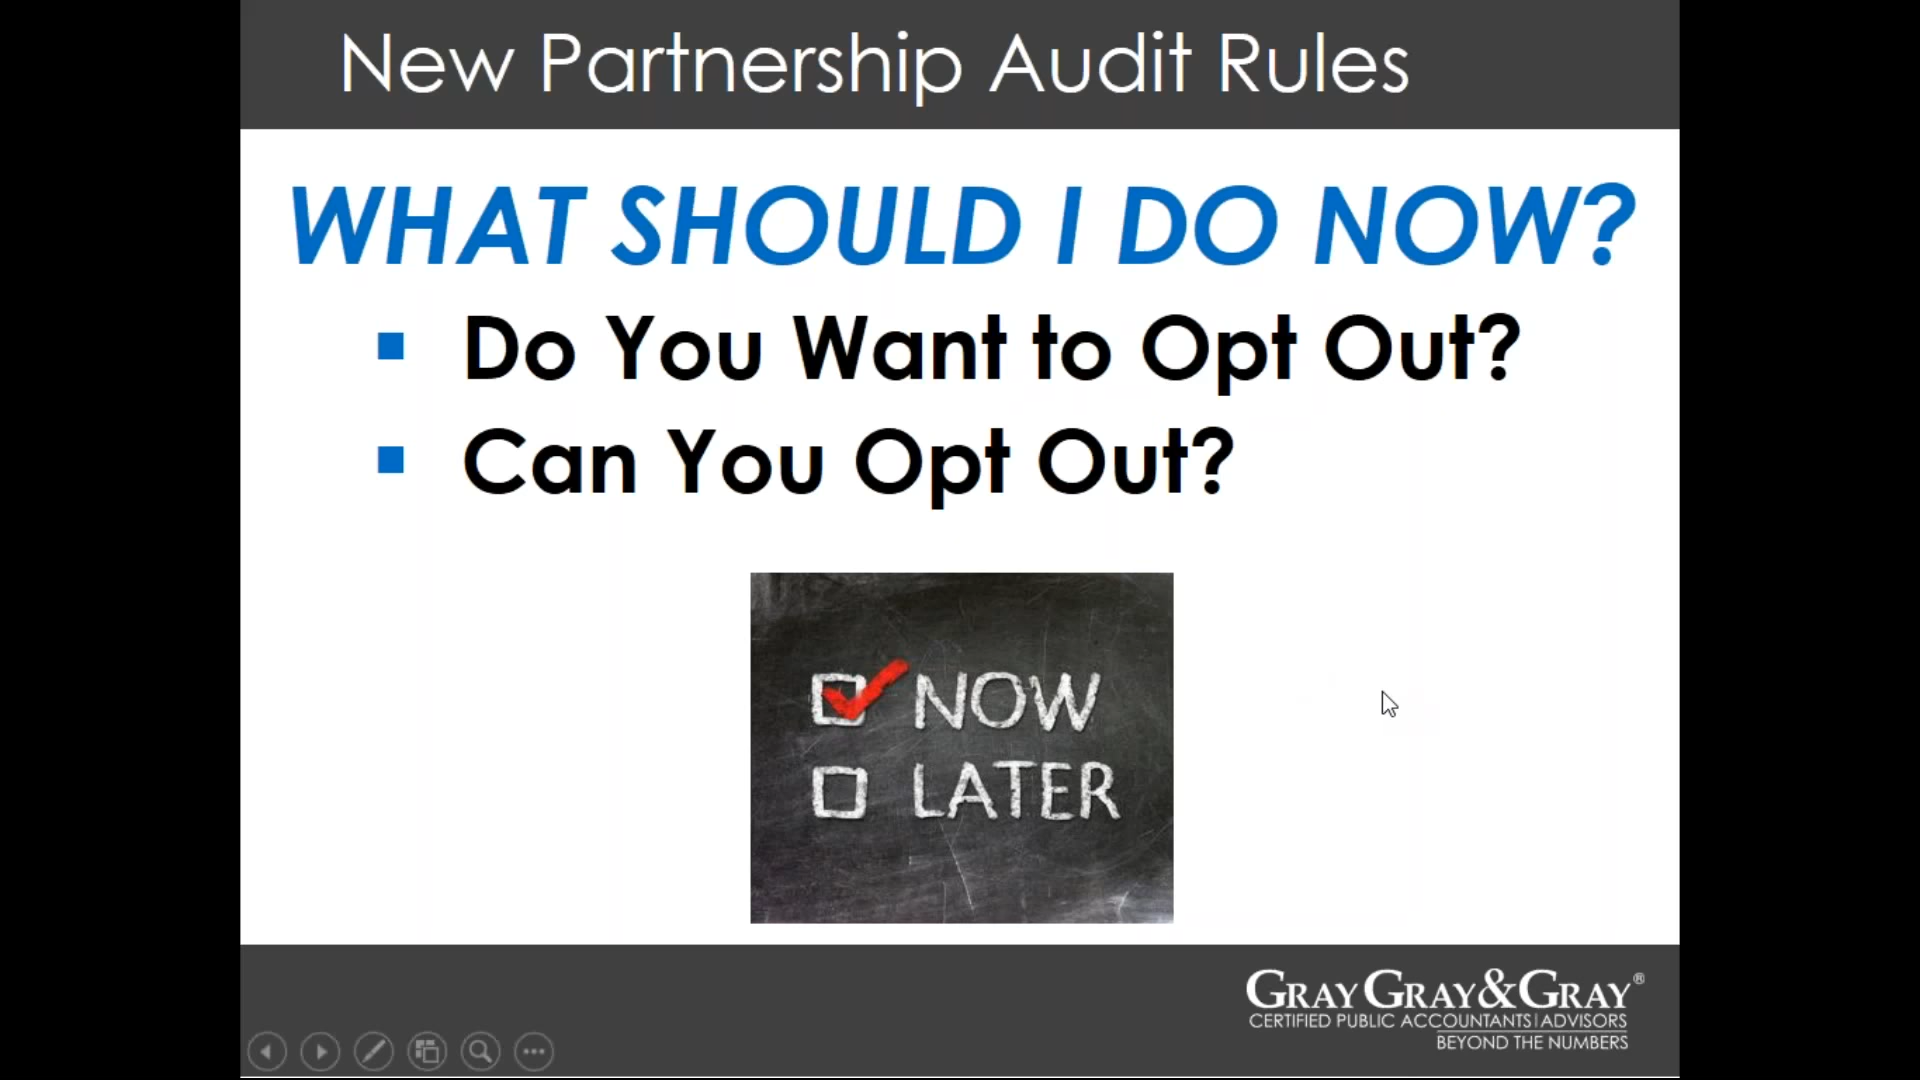 New Partnership Audit Rules
WHAT SHOULD I DO NOW?
Do You Want to Opt Out?
Can You Opt Out?
NOW
LATER
GRAY GRAY & GRAY®
CERTIFIED PUBLIC ACCOUNTANTS | ADVISORS
BEYOND THE NUMBERS